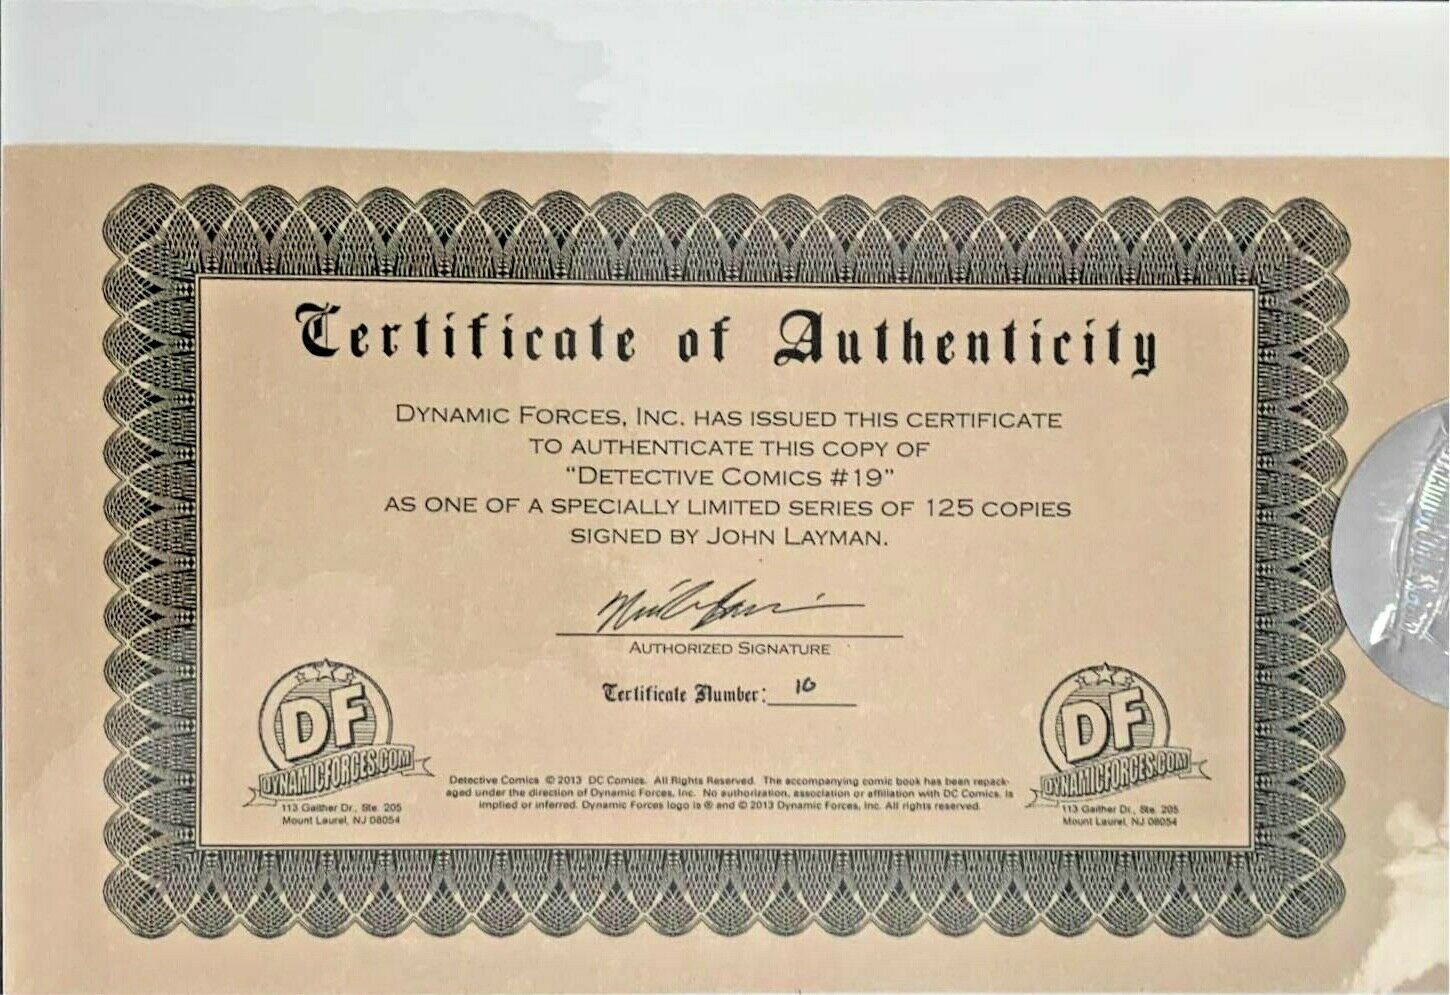 Certificate of Authenticity
DYNAMIC FORCES, INC. HAS ISSUED THIS CERTIFICATE
TO AUTHENTICATE THIS COPY OF
"DETECTIVE COMICS #19"
AS ONE OF A SPECIALLY LIMITED SERIES OF 125 COPIES
SIGNED BY JOHN LAYMAN.
AUTHORIZED SIGNATURE
Certificate Number: 10
DF
DYNAMICFORCES.COM
113 Gaither Dr., Ste. 205
Mount Laurel, NJ 08054
Detective Comics © 2013 DC Comics. All Rights Reserved. The accompanying comic book has been repack-
aged under the direction of Dynamic Forces, Inc. No authorization, association or affiliation with DC Comics, is
implied or inferred. Dynamic Forces logo is ® and © 2013 Dynamic Forces, Inc. All rights reserved.
DF
DYNAMICFORCES.COM
113 Gaither Dr., Ste. 205
Mount Laurel, NJ 08054